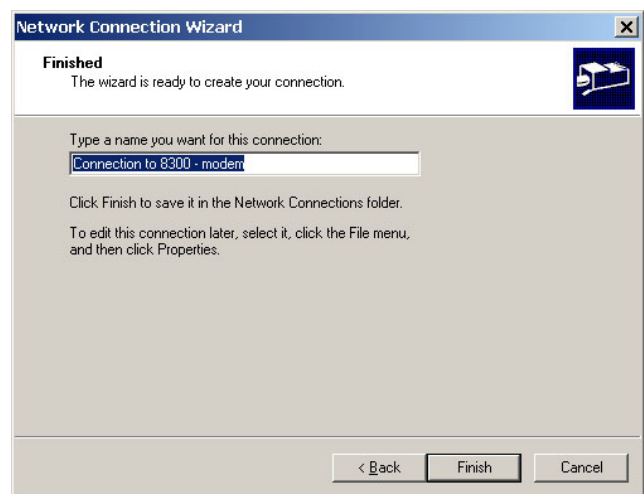 Network Connection Wizard
Finished
The wizard is ready to create your connection.
Type a name you want for this connection:
Connection to 8300 - modem
Click Finish to save it in the Network Connections folder.
To edit this connection later, select it, click the File menu,
and then click Properties.
< Back Finish Cancel